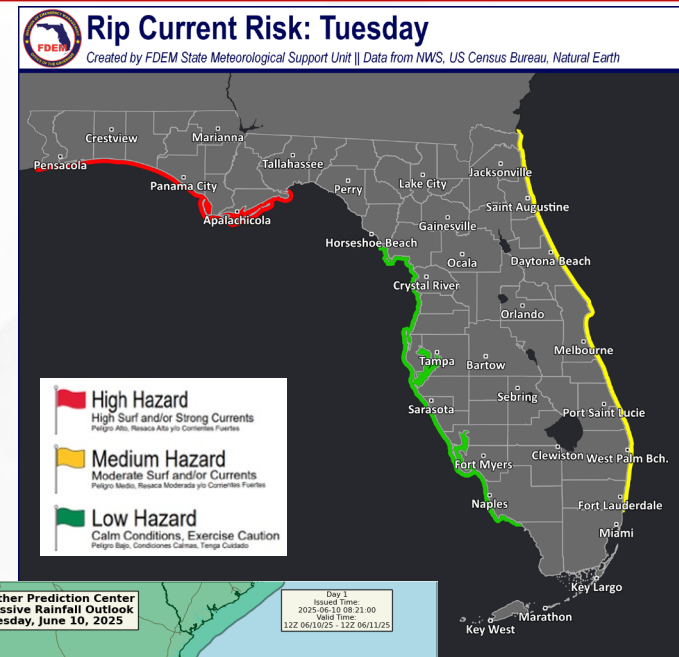 Rip Current Risk: Tuesday
Created by FDEM State Meteorological Support Unit || Data from NWS, US Census Bureau, Natural Earth
FDEM
Crestview
Marianna
Pensacola
Tallahassee
Jacksonville
Panama City
Perry
Lake City
Apalachicola
Saint Augustine
Gainesville
Horseshoe Beach
Ocala
Daytona Beach
Crystal River
Orlando
Melbourne
Tampa
Bartow
Sebring
Sarasota
Port Saint Lucie
Clewiston
West Palm Bch.
Fort Myers
Naples
Fort Lauderdale
Miami
Key Largo
Marathon
Key West
High Hazard
High Surf and/or Strong Currents
Peligro Alto, Resaca Alta y/o Corrientes Fuertes
Medium Hazard
Moderate Surf and/or Currents
Peligro Medio, Resaca Moderada y/o Corrientes Fuertes
Low Hazard
Calm Conditions, Exercise Caution
Peligro Bajo, Condiciones Calmas, Tenga Cuidado
ther Prediction Center
ssive Rainfall Outlook
esday, June 10, 2025
Day 1
Issued Time:
2025-06-10 08:21:00
Valid Time:
12Z 06/10/25 - 12Z 06/11/25